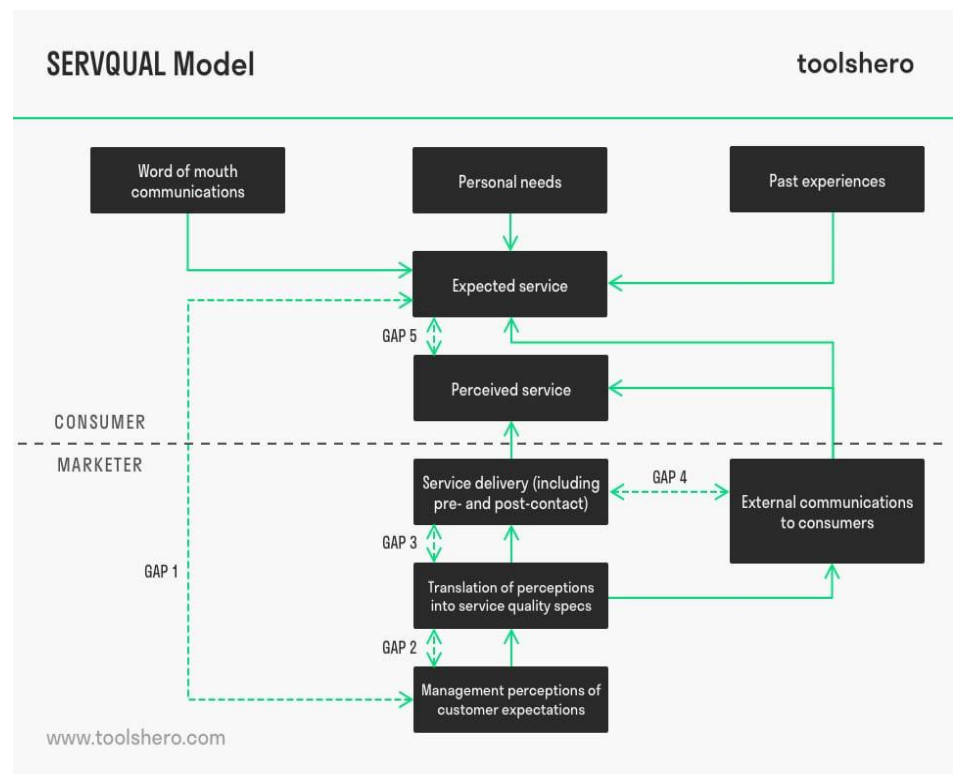 SERVQUAL Model
toolshero
Word of mouth
communications
Personal needs
Past experiences
Expected service
GAP 5
Perceived service
CONSUMER
MARKETER
Service delivery (including
pre- and post-contact)
GAP 4
External communications
to consumers
GAP 3
GAP 1
Translation of perceptions
into service quality specs
GAP 2
Management perceptions of
customer expectations
www.toolshero.com